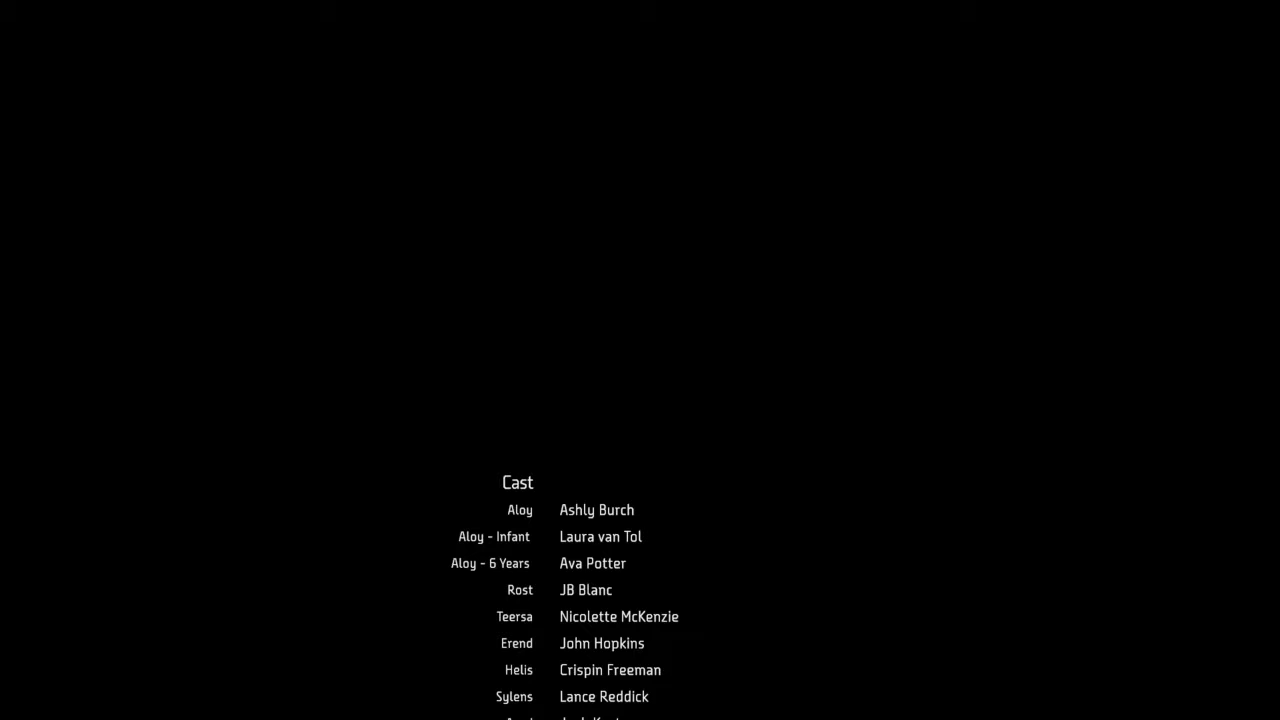 Cast
Aloy Ashly Burch
Aloy - Infant Laura van Tol
Aloy - 6 Years Ava Potter
Rost JB Blanc
Teersa Nicolette McKenzie
Erend John Hopkins
Helis Crispin Freeman
Sylens Lance Reddick